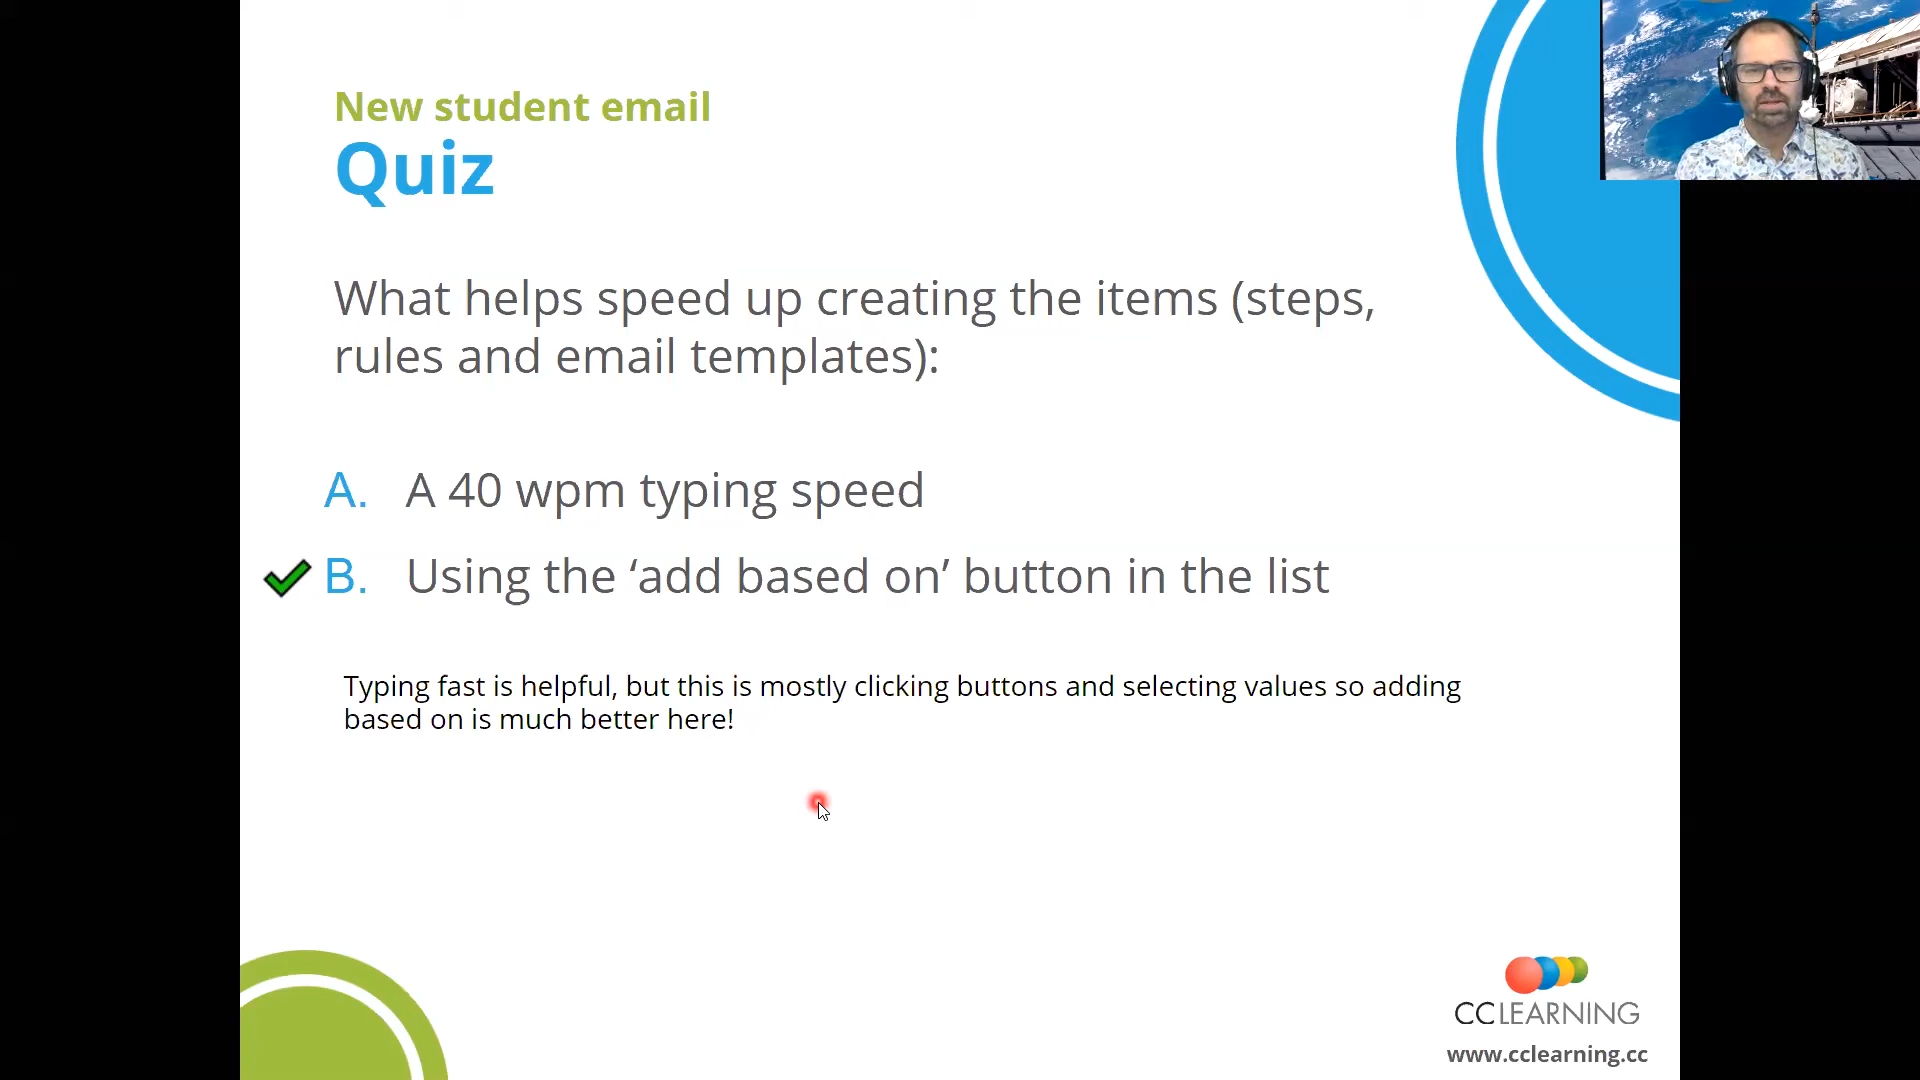 New student email
Quiz
What helps speed up creating the items (steps,
rules and email templates):
A. A 40 wpm typing speed
B. Using the ‘add based on’ button in the list
Typing fast is helpful, but this is mostly clicking buttons and selecting values so adding
based on is much better here!
CCLEARNING
www.cclearning.cc